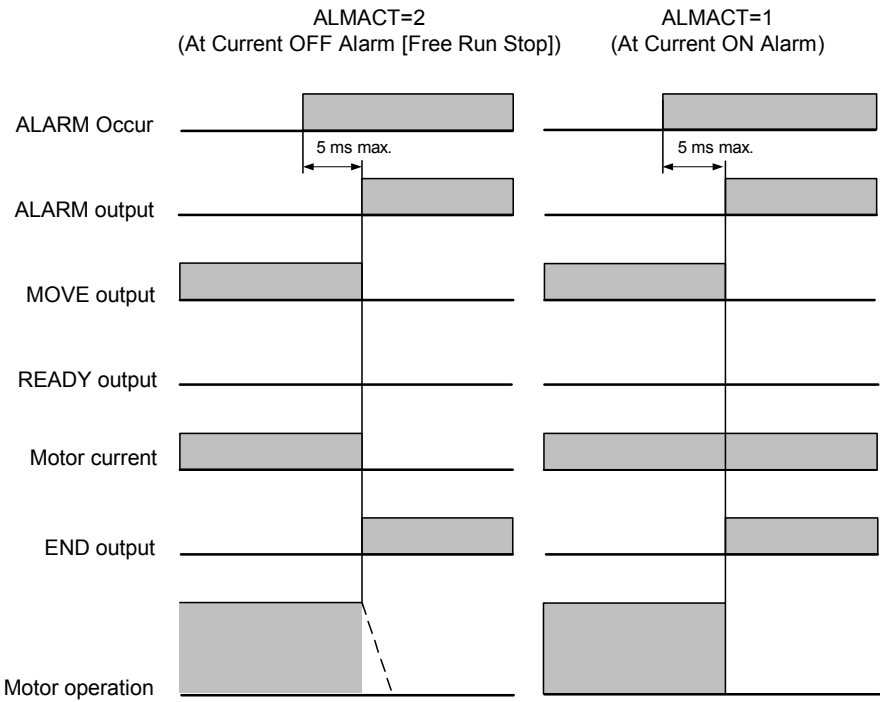 ALMACT=2
(At Current OFF Alarm [Free Run Stop])
ALMACT=1
(At Current ON Alarm)
ALARM Occur
5 ms max.
5 ms max.
ALARM output
MOVE output
READY output
Motor current
END output
Motor operation